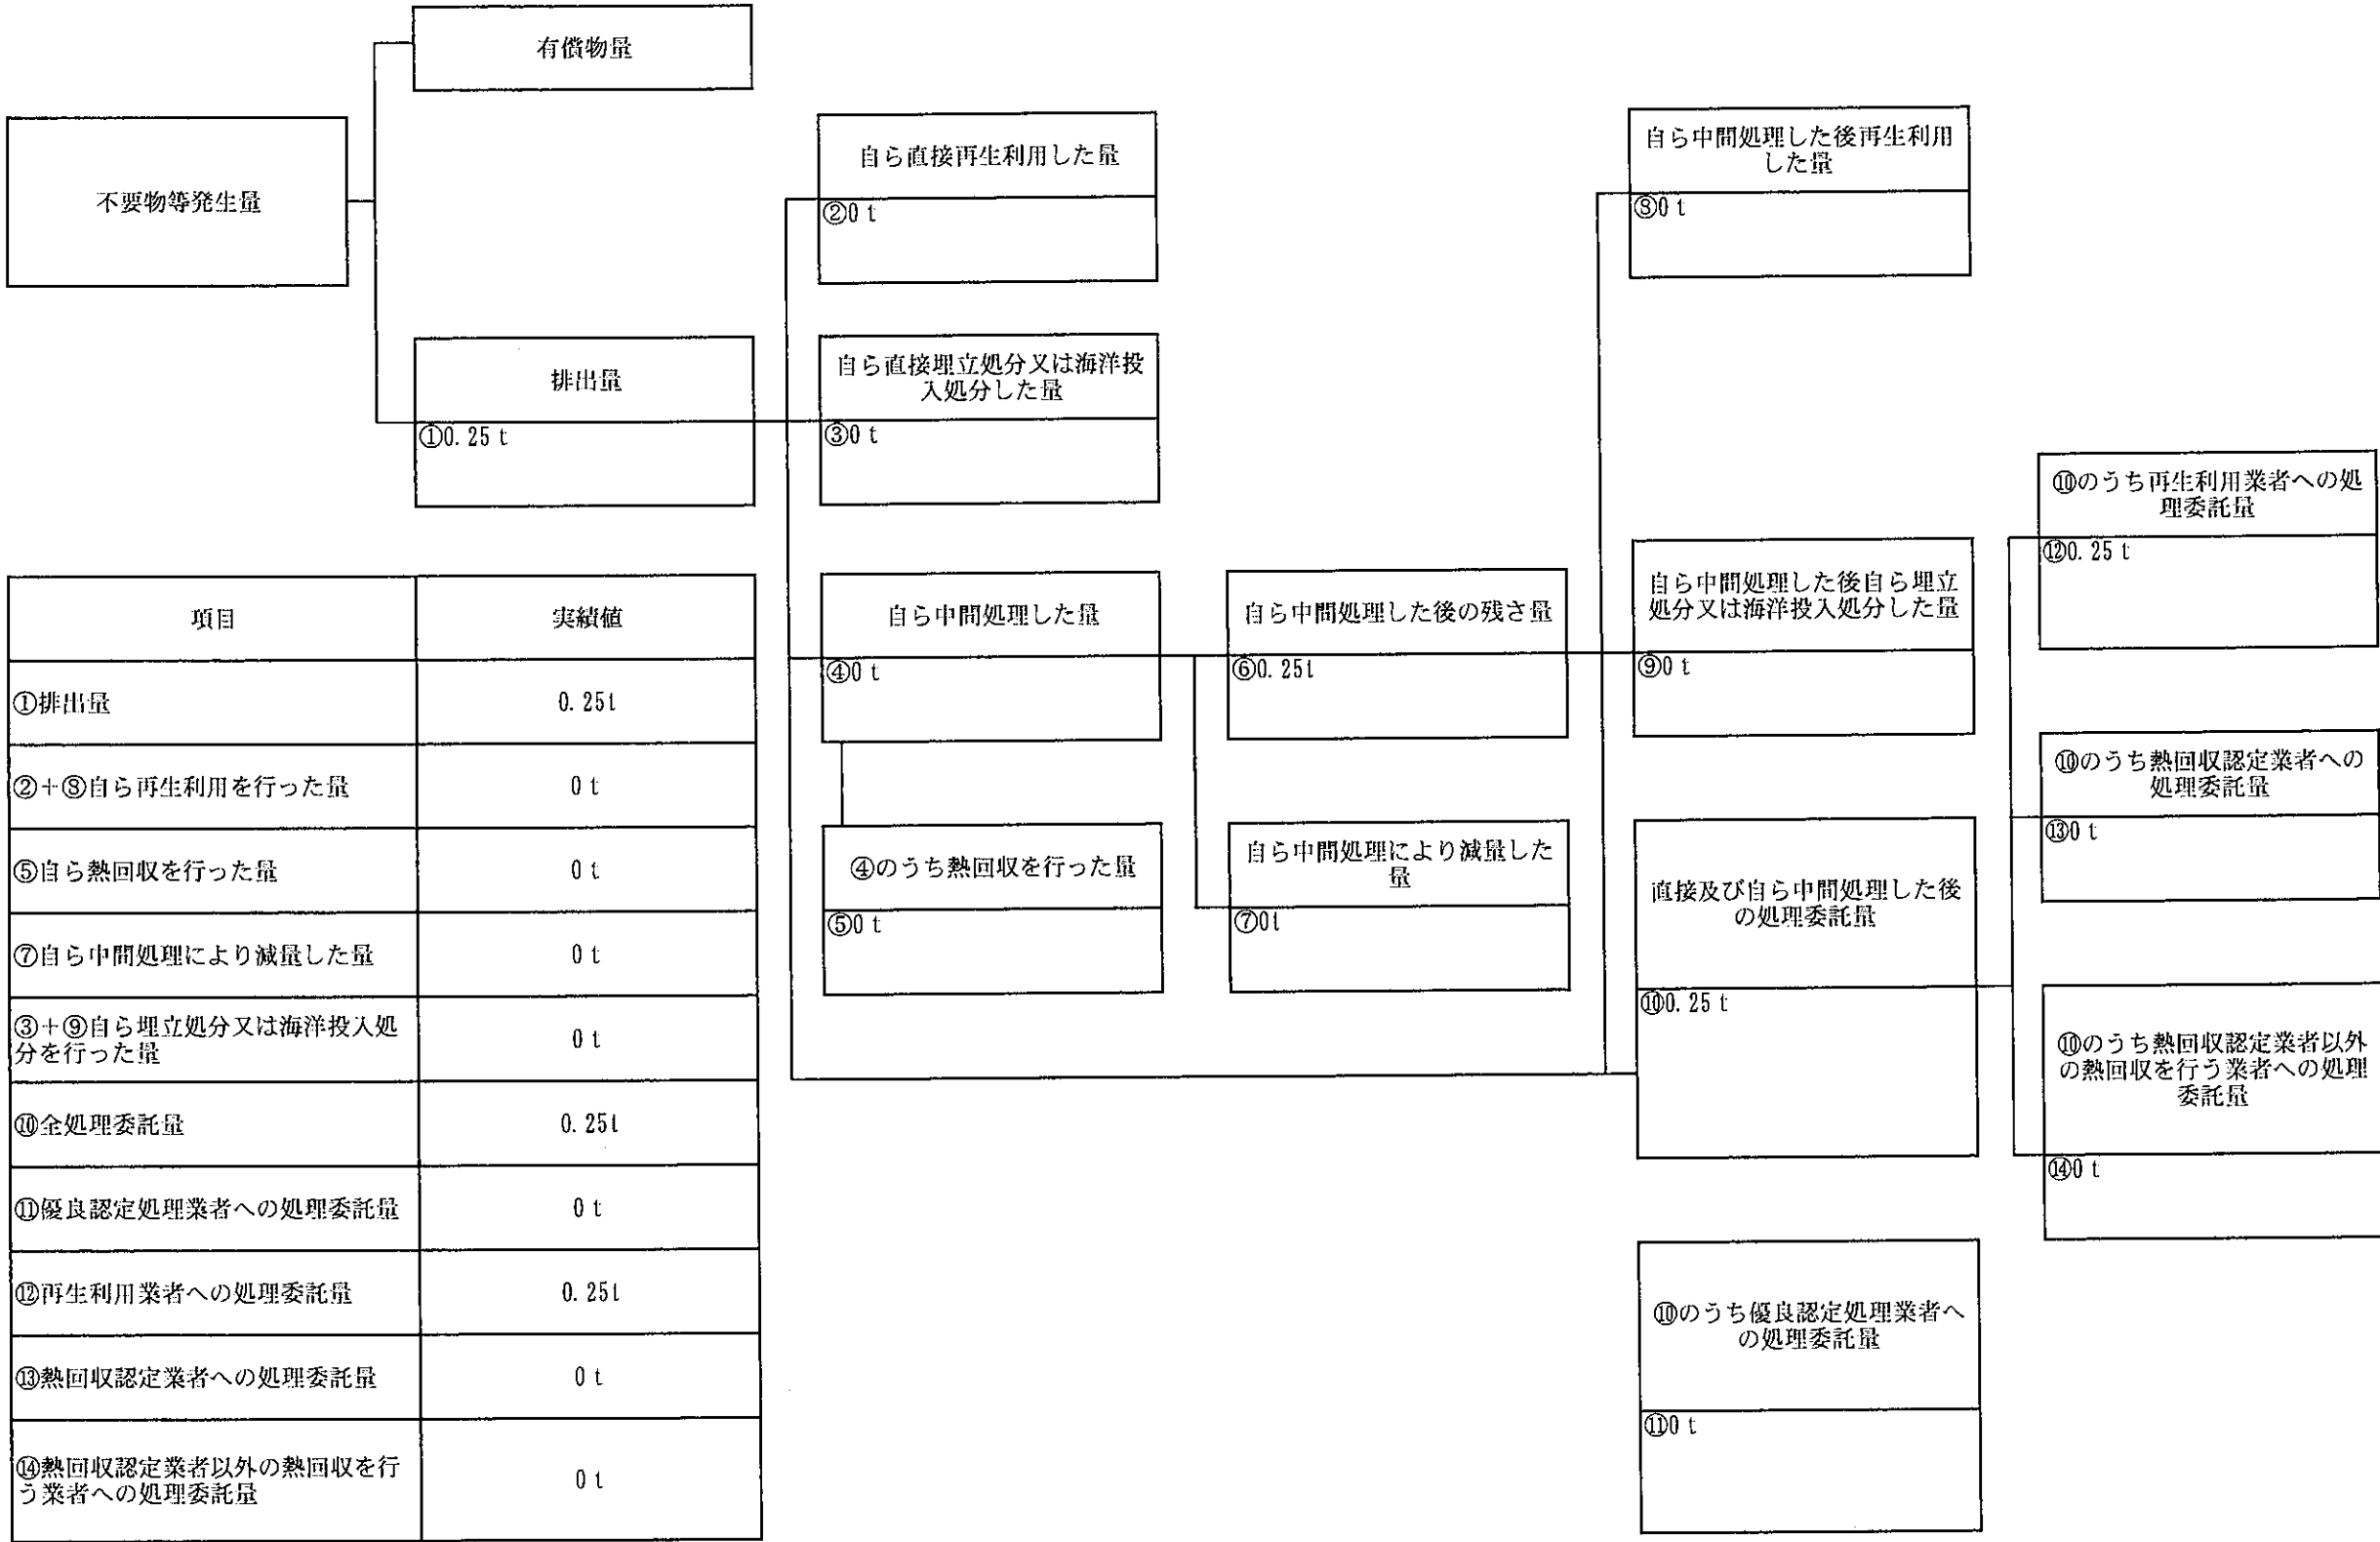 有償物量
不要物等発生量
自ら直接再生利用した量
②0 t
自ら中間処理した後再生利用
した量
⑧0 t
排出量
①0.25 t
自ら直接埋立処分又は海洋投
入処分した量
③0 t
自ら中間処理した量
④0 t
自ら中間処理した後の残さ量
⑥0.25t
自ら中間処理した後自ら埋立
処分又は海洋投入処分した量
⑨0 t
⑩のうち再生利用業者への処
理委託量
⑫0.25 t
④のうち熱回収を行った量
⑤0 t
自ら中間処理により減量した
量
⑦0t
直接及び自ら中間処理した後
の処理委託量
⑩0.25 t
⑩のうち熱回収認定業者への
処理委託量
⑬0 t
⑩のうち熱回収認定業者以外
の熱回収を行う業者への処理
委託量
⑭0 t
⑩のうち優良認定処理業者へ
の処理委託量
⑪0 t
項目 実績値
①排出量 0.25t
②+⑧自ら再生利用を行った量 0 t
⑤自ら熱回収を行った量 0 t
⑦自ら中間処理により減量した量 0 t
③+⑨自ら埋立処分又は海洋投入処
分を行った量 0 t
⑩全処理委託量 0.25t
⑪優良認定処理業者への処理委託量 0 t
⑫再生利用業者への処理委託量 0.25t
⑬熱回収認定業者への処理委託量 0 t
⑭熱回収認定業者以外の熱回収を行
う業者への処理委託量 0 t